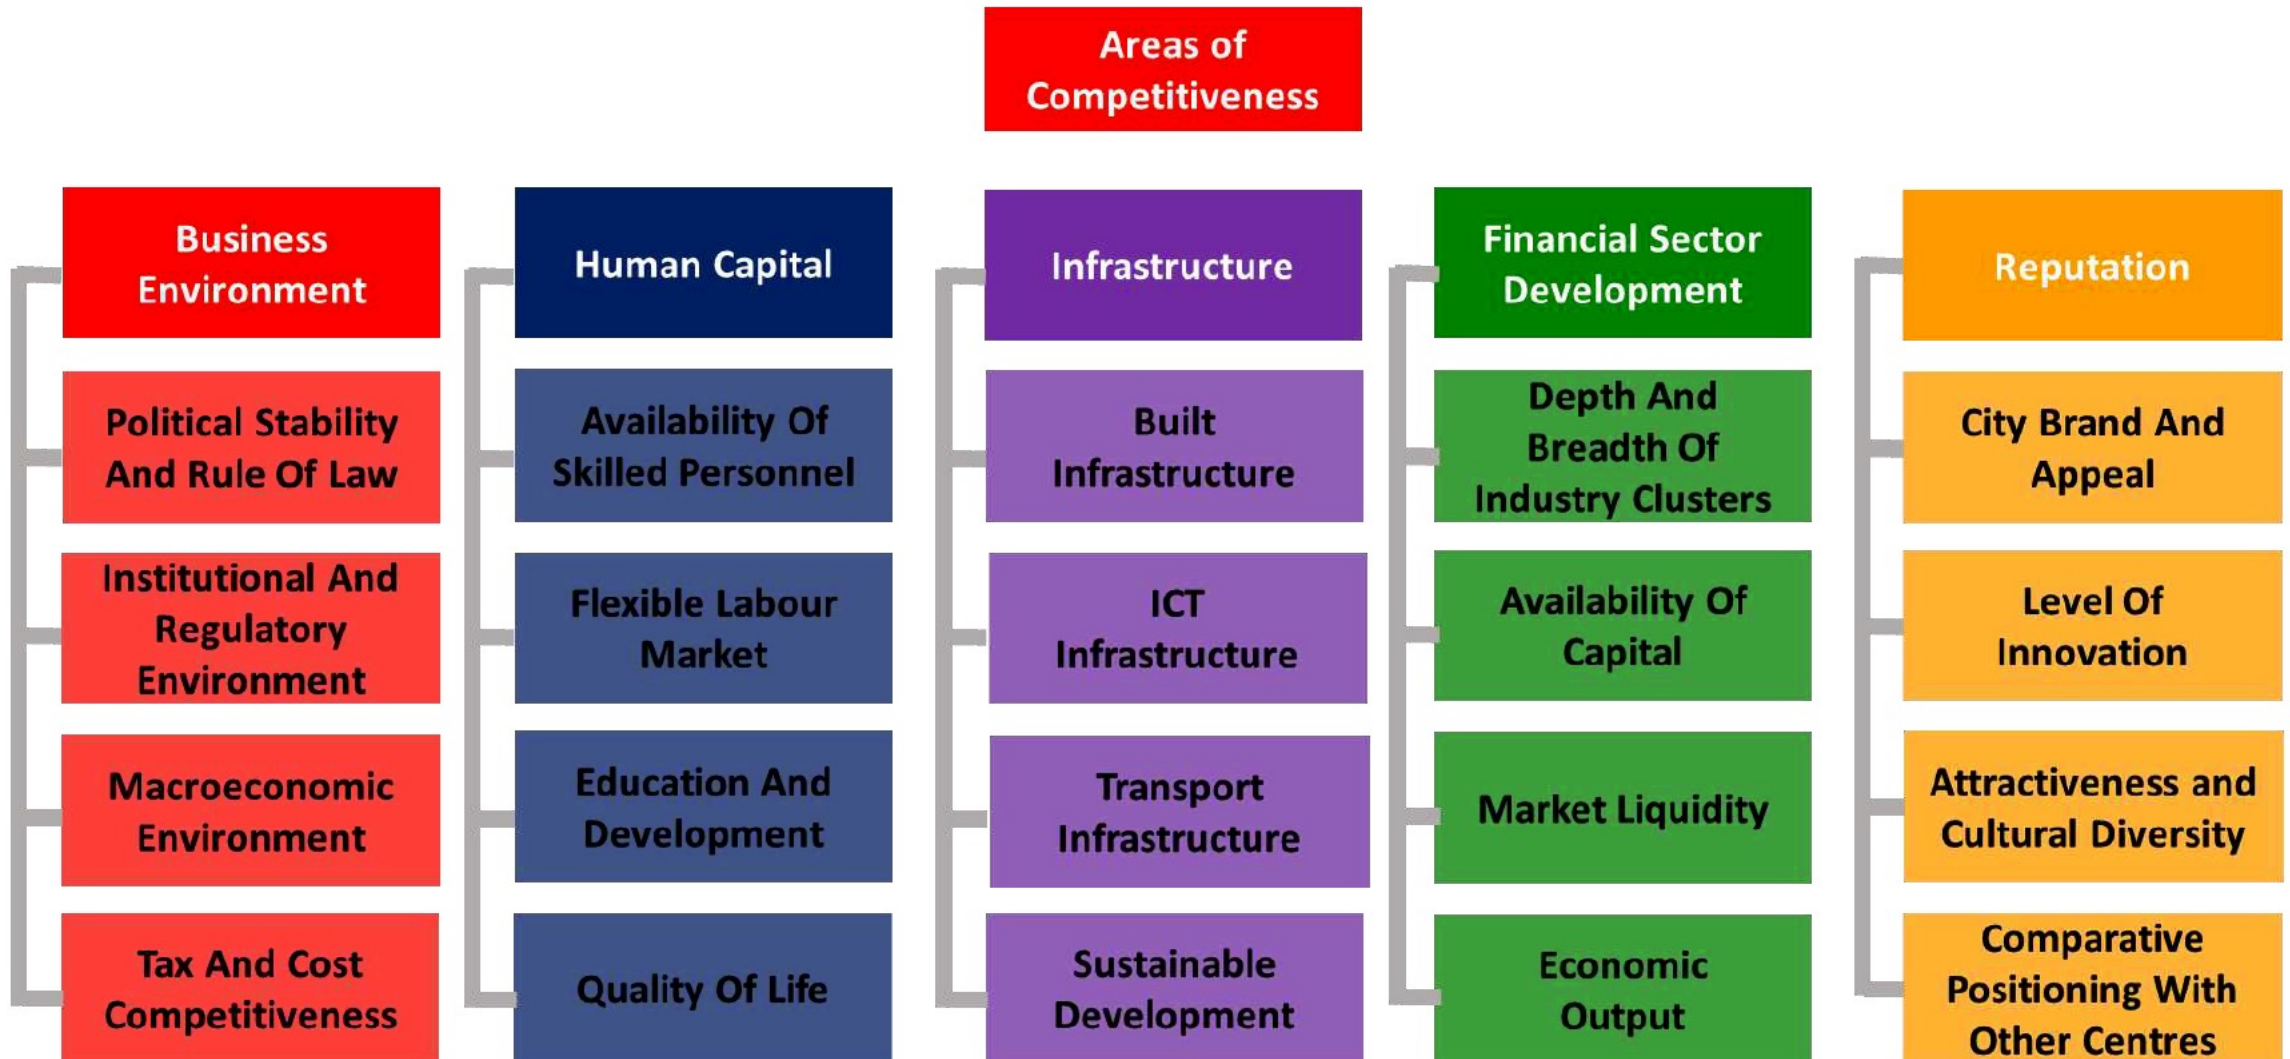 Areas of
Competitiveness
Business
Environment
Political Stability
And Rule Of Law
Institutional And
Regulatory
Environment
Macroeconomic
Environment
Tax And Cost
Competitiveness
Human Capital
Availability Of
Skilled Personnel
Flexible Labour
Market
Education And
Development
Quality Of Life
Infrastructure
Built
Infrastructure
ICT
Infrastructure
Transport
Infrastructure
Sustainable
Development
Financial Sector
Development
Depth And
Breadth Of
Industry Clusters
Availability Of
Capital
Market Liquidity
Economic
Output
Reputation
City Brand And
Appeal
Level Of
Innovation
Attractiveness and
Cultural Diversity
Comparative
Positioning With
Other Centres